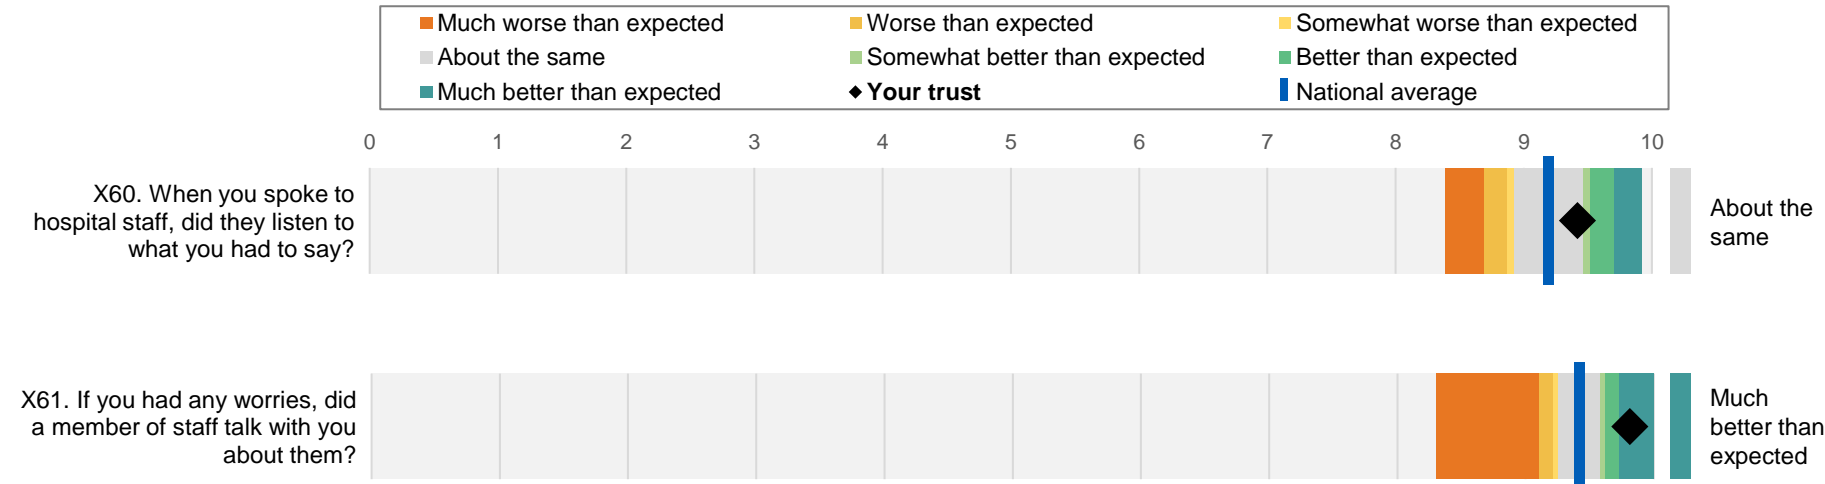 Much worse than expected
Worse than expected
Somewhat worse than expected
About the same
Somewhat better than expected
Better than expected
Much better than expected
Your trust
National average
0 1 2 3 4 5 6 7 8 9 10
X60. When you spoke to
hospital staff, did they listen to
what you had to say?
About the
same
X61. If you had any worries, did
a member of staff talk with you
about them?
Much
better than
expected